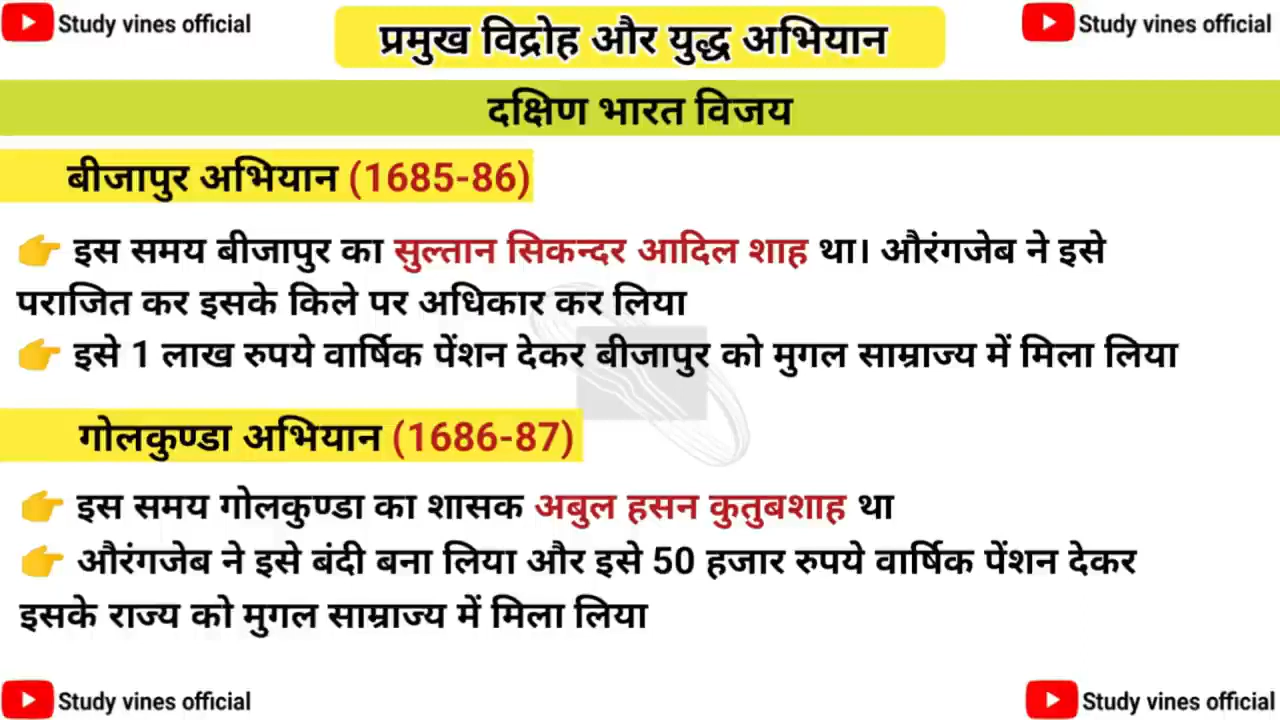 Study vines official
प्रमुख विद्रोह और युद्ध अभियान
Study vines official
दक्षिण भारत विजय
बीजापुर अभियान (1685-86)
👉 इस समय बीजापुर का सुल्तान सिकन्दर आदिल शाह था। औरंगजेब ने इसे
पराजित कर इसके किले पर अधिकार कर लिया
👉 इसे 1 लाख रुपये वार्षिक पेंशन देकर बीजापुर को मुगल साम्राज्य में मिला लिया
गोलकुण्डा अभियान (1686-87)
👉 इस समय गोलकुण्डा का शासक अबुल हसन कुतुबशाह था
👉 औरंगजेब ने इसे बंदी बना लिया और इसे 50 हजार रुपये वार्षिक पेंशन देकर
इसके राज्य को मुगल साम्राज्य में मिला लिया
Study vines official
Study vines official